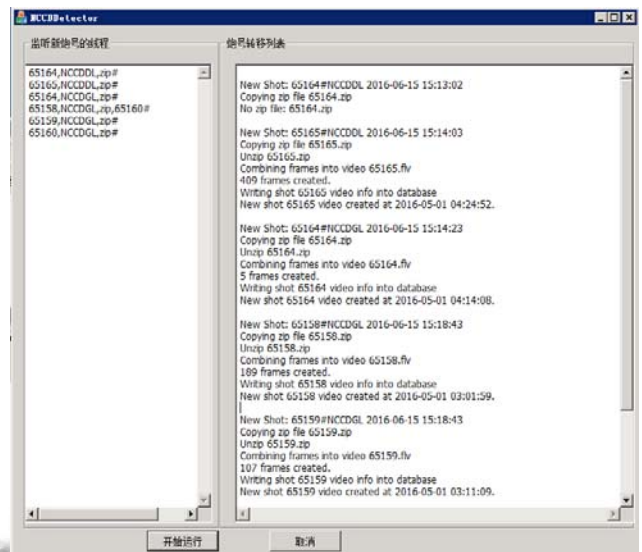 NCCDDetector
监听新炮号的线程
65164,NCCDDL,zip#
65165,NCCDDL,zip#
65164,NCCDGL,zip#
65158,NCCDGL,zip,65160#
65159,NCCDGL,zip#
65160,NCCDGL,zip#
炮号转移列表
New Shot: 65164#NCCDDL 2016-06-15 15:13:02
Copying zip file 65164.zip
No zip file: 65164.zip
New Shot: 65165#NCCDDL 2016-06-15 15:14:03
Copying zip file 65165.zip
Unzip 65165.zip
Combining frames into video 65165.flv
409 frames created.
Writing shot 65165 video info into database
New shot 65165 video created at 2016-05-01 04:24:52.
New Shot: 65164#NCCDGL 2016-06-15 15:14:23
Copying zip file 65164.zip
Unzip 65164.zip
Combining frames into video 65164.flv
5 frames created.
Writing shot 65164 video info into database
New shot 65164 video created at 2016-05-01 04:14:08.
New Shot: 65158#NCCDGL 2016-06-15 15:18:43
Copying zip file 65158.zip
Unzip 65158.zip
Combining frames into video 65158.flv
189 frames created.
Writing shot 65158 video info into database
New shot 65158 video created at 2016-05-01 03:01:59.
New Shot: 65159#NCCDGL 2016-06-15 15:18:43
Copying zip file 65159.zip
Unzip 65159.zip
Combining frames into video 65159.flv
107 frames created.
Writing shot 65159 video info into database
New shot 65159 video created at 2016-05-01 03:11:09.
开始运行
取消